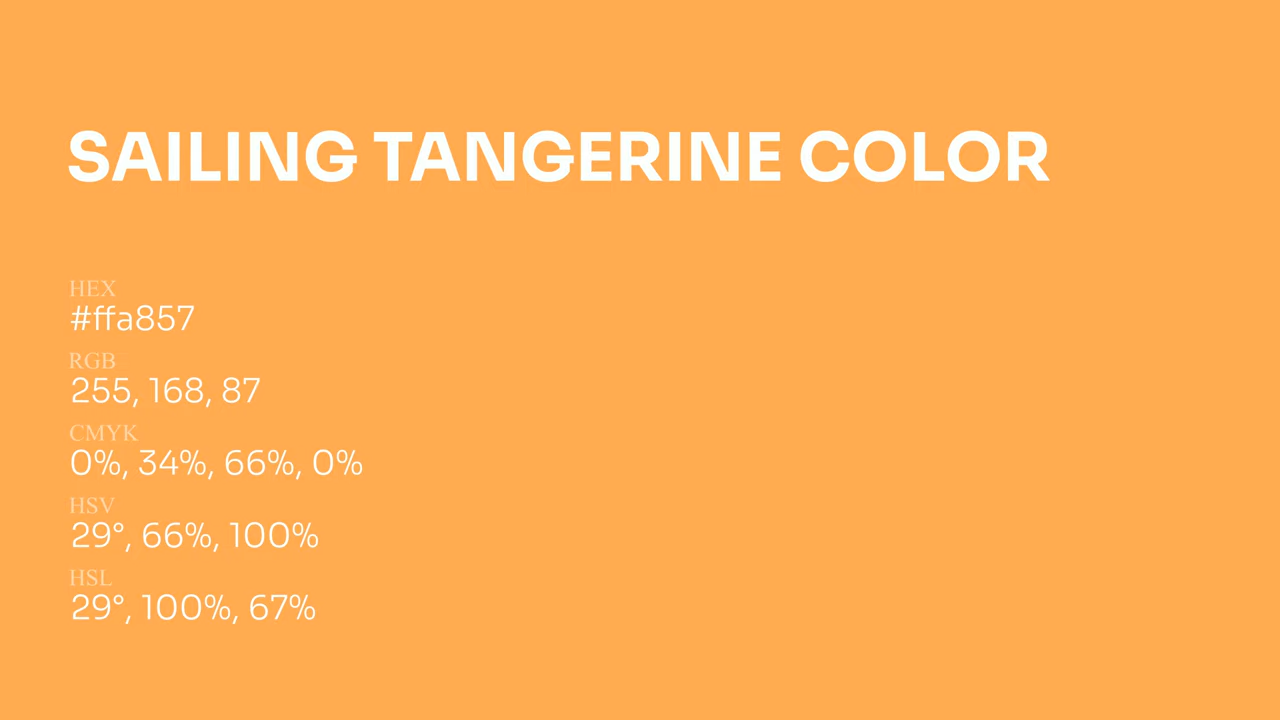 SAILING TANGERINE COLOR
HEX
#ffa857
RGB
255, 168, 87
CMYK
0%, 34%, 66%, 0%
HSV
29°, 66%, 100%
HSL
29°, 100%, 67%